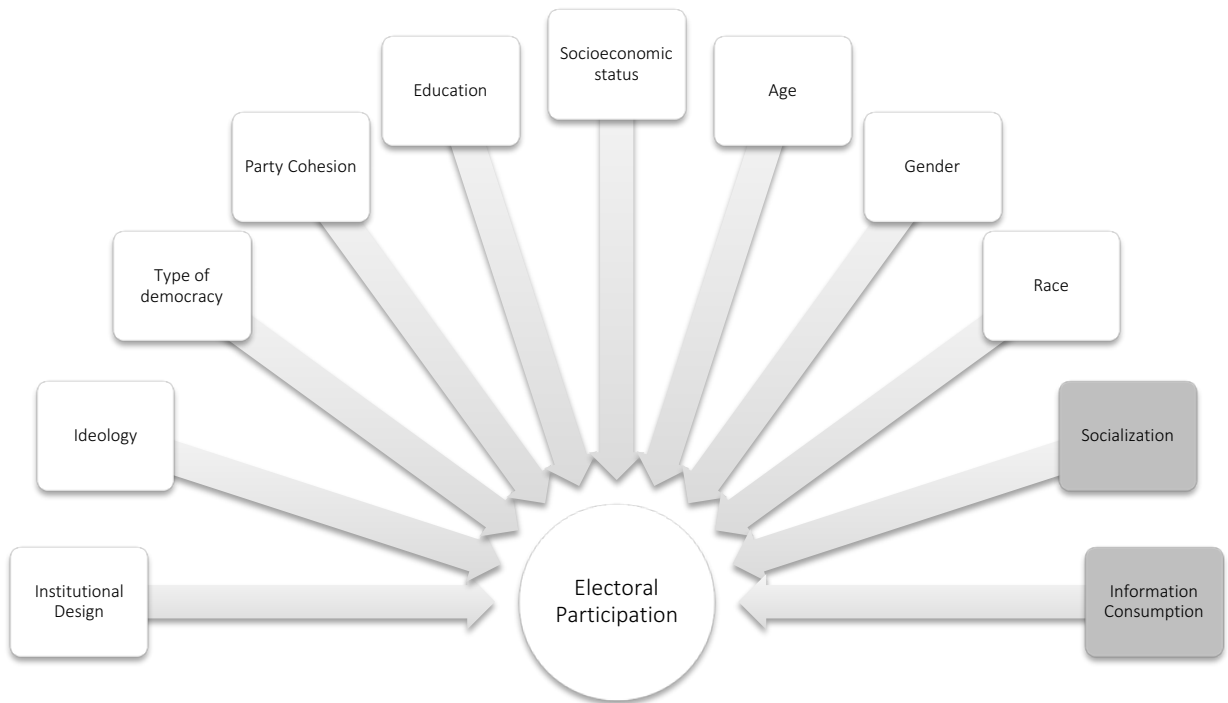 Socioeconomic
status
Education
Age
Party Cohesion
Gender
Type of
democracy
Race
Ideology
Socialization
Institutional
Design
Electoral
Participation
Information
Consumption